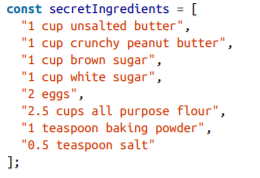 const secretIngredients = [
"1 cup unsalted butter",
"1 cup crunchy peanut butter",
"1 cup brown sugar",
"1 cup white sugar",
"2 eggs",
"2.5 cups all purpose flour",
"1 teaspoon baking powder",
"0.5 teaspoon salt"
];